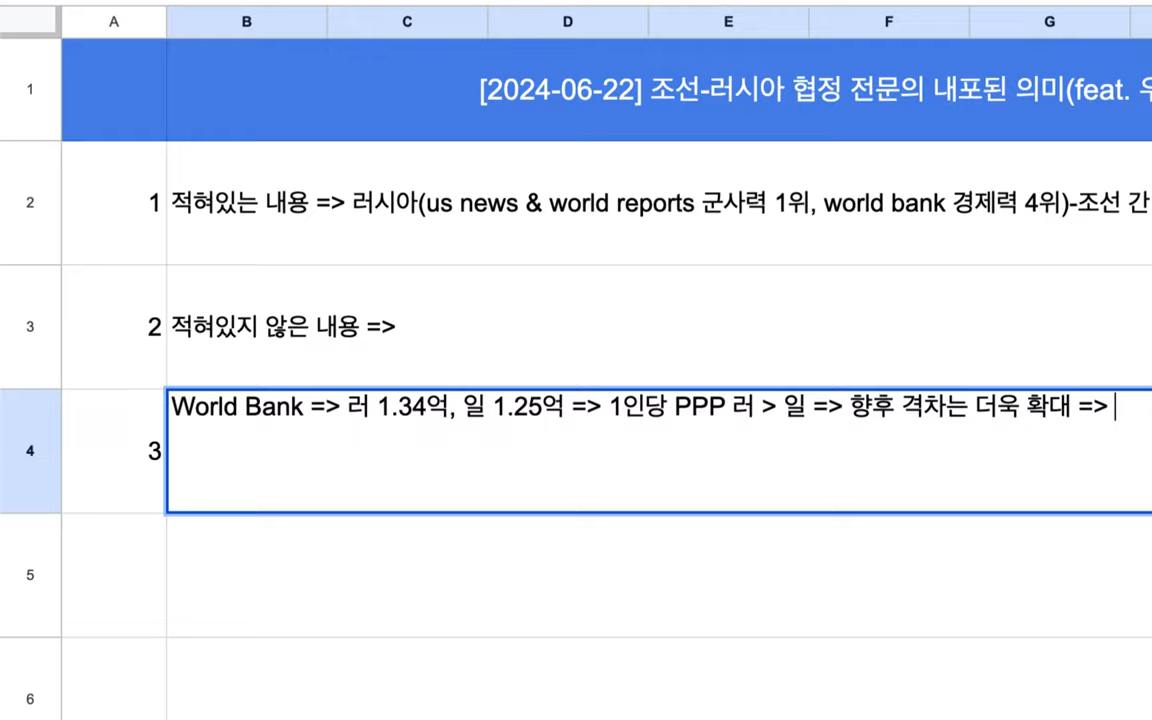 A B C D E F G
1 [2024-06-22] 조선-러시아 협정 전문의 내포된 의미(feat. 우
2 1 적혀있는 내용 => 러시아(us news & world reports 군사력 1위, world bank 경제력 4위)-조선 간
3 2 적혀있지 않은 내용 =>
World Bank => 러 1.34억, 일 1.25억 => 1인당 PPP 러 > 일 => 향후 격차는 더욱 확대 =>
4 3
5
6